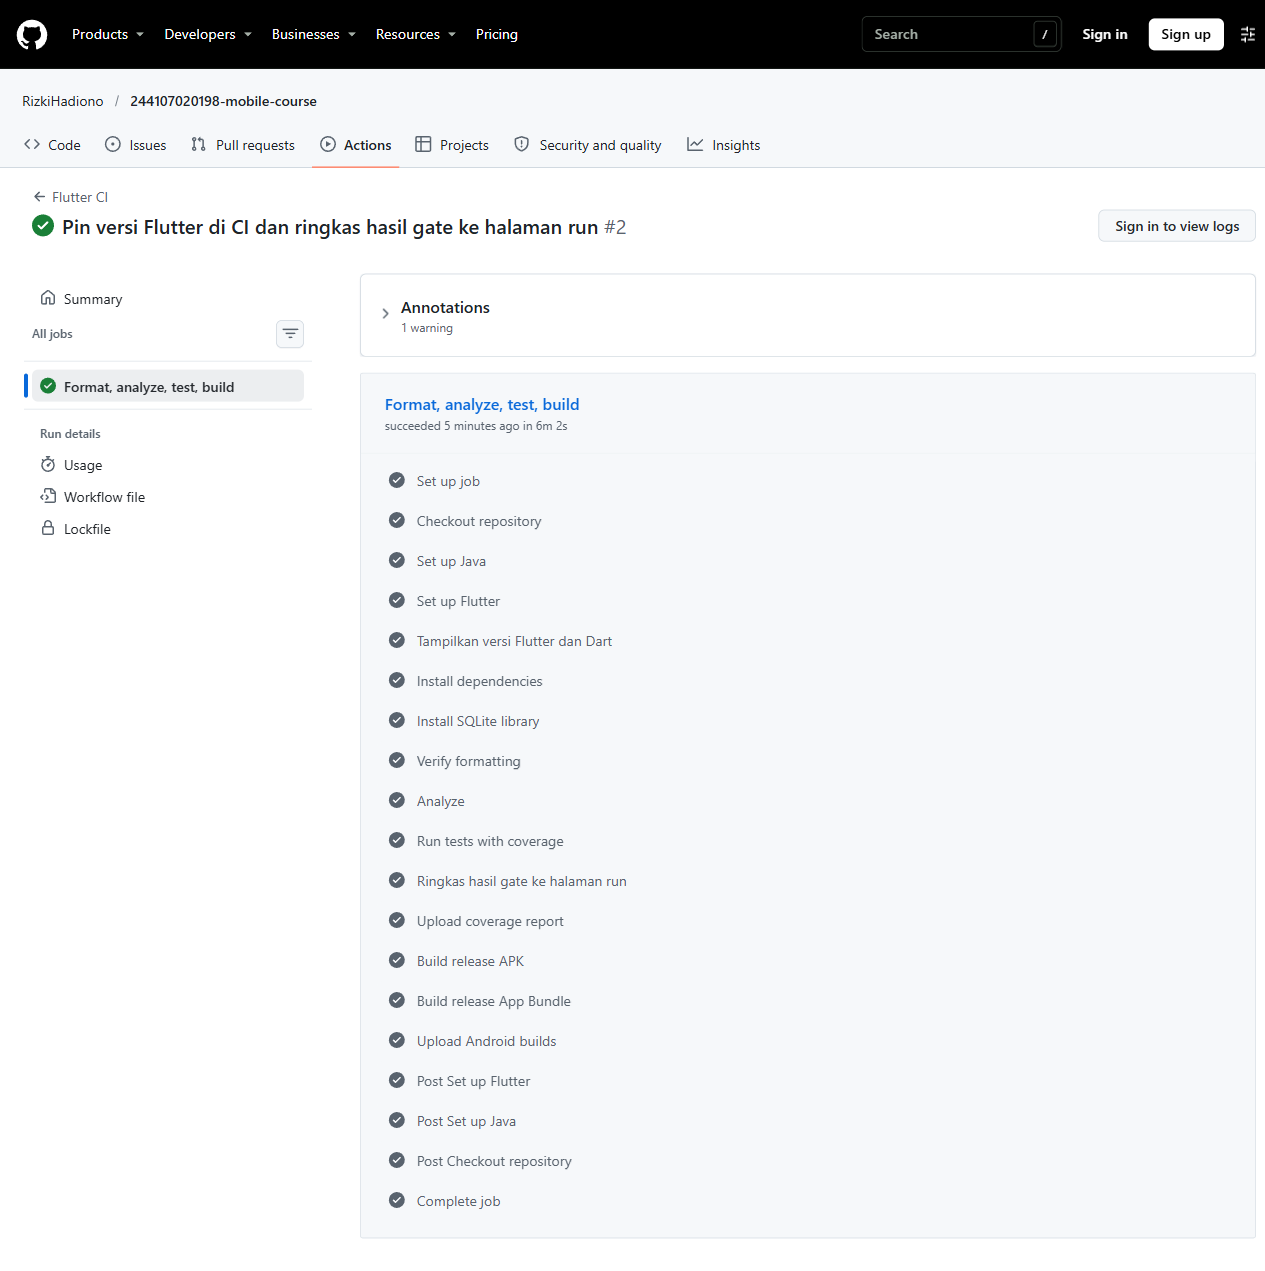 Products Developers Businesses Resources Pricing Search / Sign in Sign up
RizkiHadiono / 244107020198-mobile-course
Code Issues Pull requests Actions Projects Security and quality Insights
Flutter CI
Pin versi Flutter di CI dan ringkas hasil gate ke halaman run #2
Sign in to view logs
Summary
All jobs
Format, analyze, test, build
Run details
Usage
Workflow file
Lockfile
Annotations
1 warning
Format, analyze, test, build
succeeded 5 minutes ago in 6m 2s
Set up job
Checkout repository
Set up Java
Set up Flutter
Tampilkan versi Flutter dan Dart
Install dependencies
Install SQLite library
Verify formatting
Analyze
Run tests with coverage
Ringkas hasil gate ke halaman run
Upload coverage report
Build release APK
Build release App Bundle
Upload Android builds
Post Set up Flutter
Post Set up Java
Post Checkout repository
Complete job